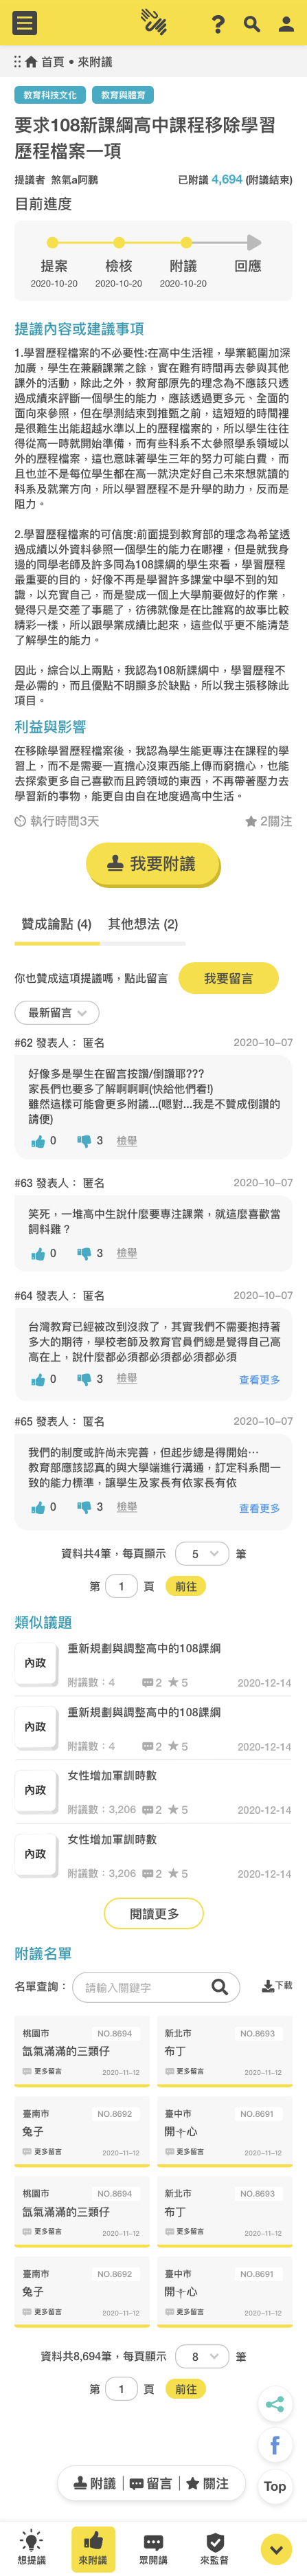 首頁 • 來附議
教育科技文化 教育與體育
要求108新課綱高中課程移除學習
歷程檔案一項
提議者 煞氣a阿鵬 已附議 4,694 (附議結束)
目前進度
提案 檢核 附議 回應
2020-10-20 2020-10-20 2020-10-20
提議內容或建議事項
1.學習歷程檔案的不必要性:在高中生活裡，學業範圍加深
加廣，學生在兼顧課業之餘，實在難有時間再去參與其他
課外的活動，除此之外，教育部原先的理念為不應該只透
過成績來評斷一個學生的能力，應該透過更多元、全面的
面向來參照，但在學測結束到推甄之前，這短短的時間裡
是很難生出能超越水準以上的歷程檔案的，所以學生往往
得從高一時就開始準備，而有些科系不太參照學系領域以
外的歷程檔案，這也意味著學生三年的努力可能白費，而
且也並不是每位學生都在高一就決定好自己未來想就讀的
科系及就業方向，所以學習歷程不是升學的助力，反而是
阻力。
2.學習歷程檔案的可信度:前面提到教育部的理念為希望透
過成績以外資料參照一個學生的能力在哪裡，但是就我身
邊的同學老師及許多同為108課綱的學生來看，學習歷程
最重要的目的，好像不再是學習許多課堂中學不到的知
識，以充實自己，而是變成一個上大學前要做好的作業，
覺得只是交差了事罷了，彷彿就像是在比誰寫的故事比較
精彩一樣，所以跟學業成績比起來，這些似乎更不能清楚
了解學生的能力。
因此，綜合以上兩點，我認為108新課綱中，學習歷程不
是必需的，而且優點不明顯多於缺點，所以我主張移除此
項目。
利益與影響
在移除學習歷程檔案後，我認為學生能更專注在課程的學
習上，而不是需要一直擔心沒東西能上傳而窮擔心，也能
去探索更多自己喜歡而且跨領域的東西，不再帶著壓力去
學習新的事物，能更自由自在地度過高中生活。
執行時間3天 2關注
我要附議
贊成論點 (4) 其他想法 (2)
你也贊成這項提議嗎，點此留言 我要留言
最新留言
#62 發表人： 匿名 2020-10-07
好像多是學生在留言按讚/倒讚耶???
家長們也要多了解啊啊啊(快給他們看!)
雖然這樣可能會更多附議...(嗯對...我是不贊成倒讚的
請便)
0 3 檢舉
#63 發表人： 匿名 2020-10-07
笑死，一堆高中生說什麼要專注課業，就這麼喜歡當
飼料雞？
0 3 檢舉
#64 發表人： 匿名 2020-10-07
台灣教育已經被改到沒救了，其實我們不需要抱持著
多大的期待，學校老師及教育官員們總是覺得自己高
高在上，說什麼都必須都必須都必須都必須
0 3 檢舉 查看更多
#65 發表人： 匿名 2020-10-07
我們的制度或許尚未完善，但起步總是得開始⋯
教育部應該認真的與大學端進行溝通，訂定科系間一
致的能力標準，讓學生及家長有依家長有依
0 3 檢舉 查看更多
資料共4筆，每頁顯示 5 筆
第 1 頁 前往
類似議題
內政 重新規劃與調整高中的108課綱
附議數：4 2 5 2020-12-14
內政 重新規劃與調整高中的108課綱
附議數：4 2 5 2020-12-14
內政 女性增加軍訓時數
附議數：3,206 2 5 2020-12-14
內政 女性增加軍訓時數
附議數：3,206 2 5 2020-12-14
閱讀更多
附議名單
名單查詢： 請輸入關鍵字 下載
桃園市 NO.8694 新北市 NO.8693
氙氣滿滿的三類仔 布丁
更多留言 2020-11-12 更多留言 2020-11-12
臺南市 NO.8692 臺中市 NO.8691
兔子 開╬心
更多留言 2020-11-12 更多留言 2020-11-12
桃園市 NO.8694 新北市 NO.8693
氙氣滿滿的三類仔 布丁
更多留言 2020-11-12 更多留言 2020-11-12
臺南市 NO.8692 臺中市 NO.8691
兔子 開╬心
更多留言 2020-11-12 更多留言 2020-11-12
資料共8,694筆，每頁顯示 8 筆
第 1 頁 前往
附議 留言 關注
Top
想提議 來附議 眾開講 來監督